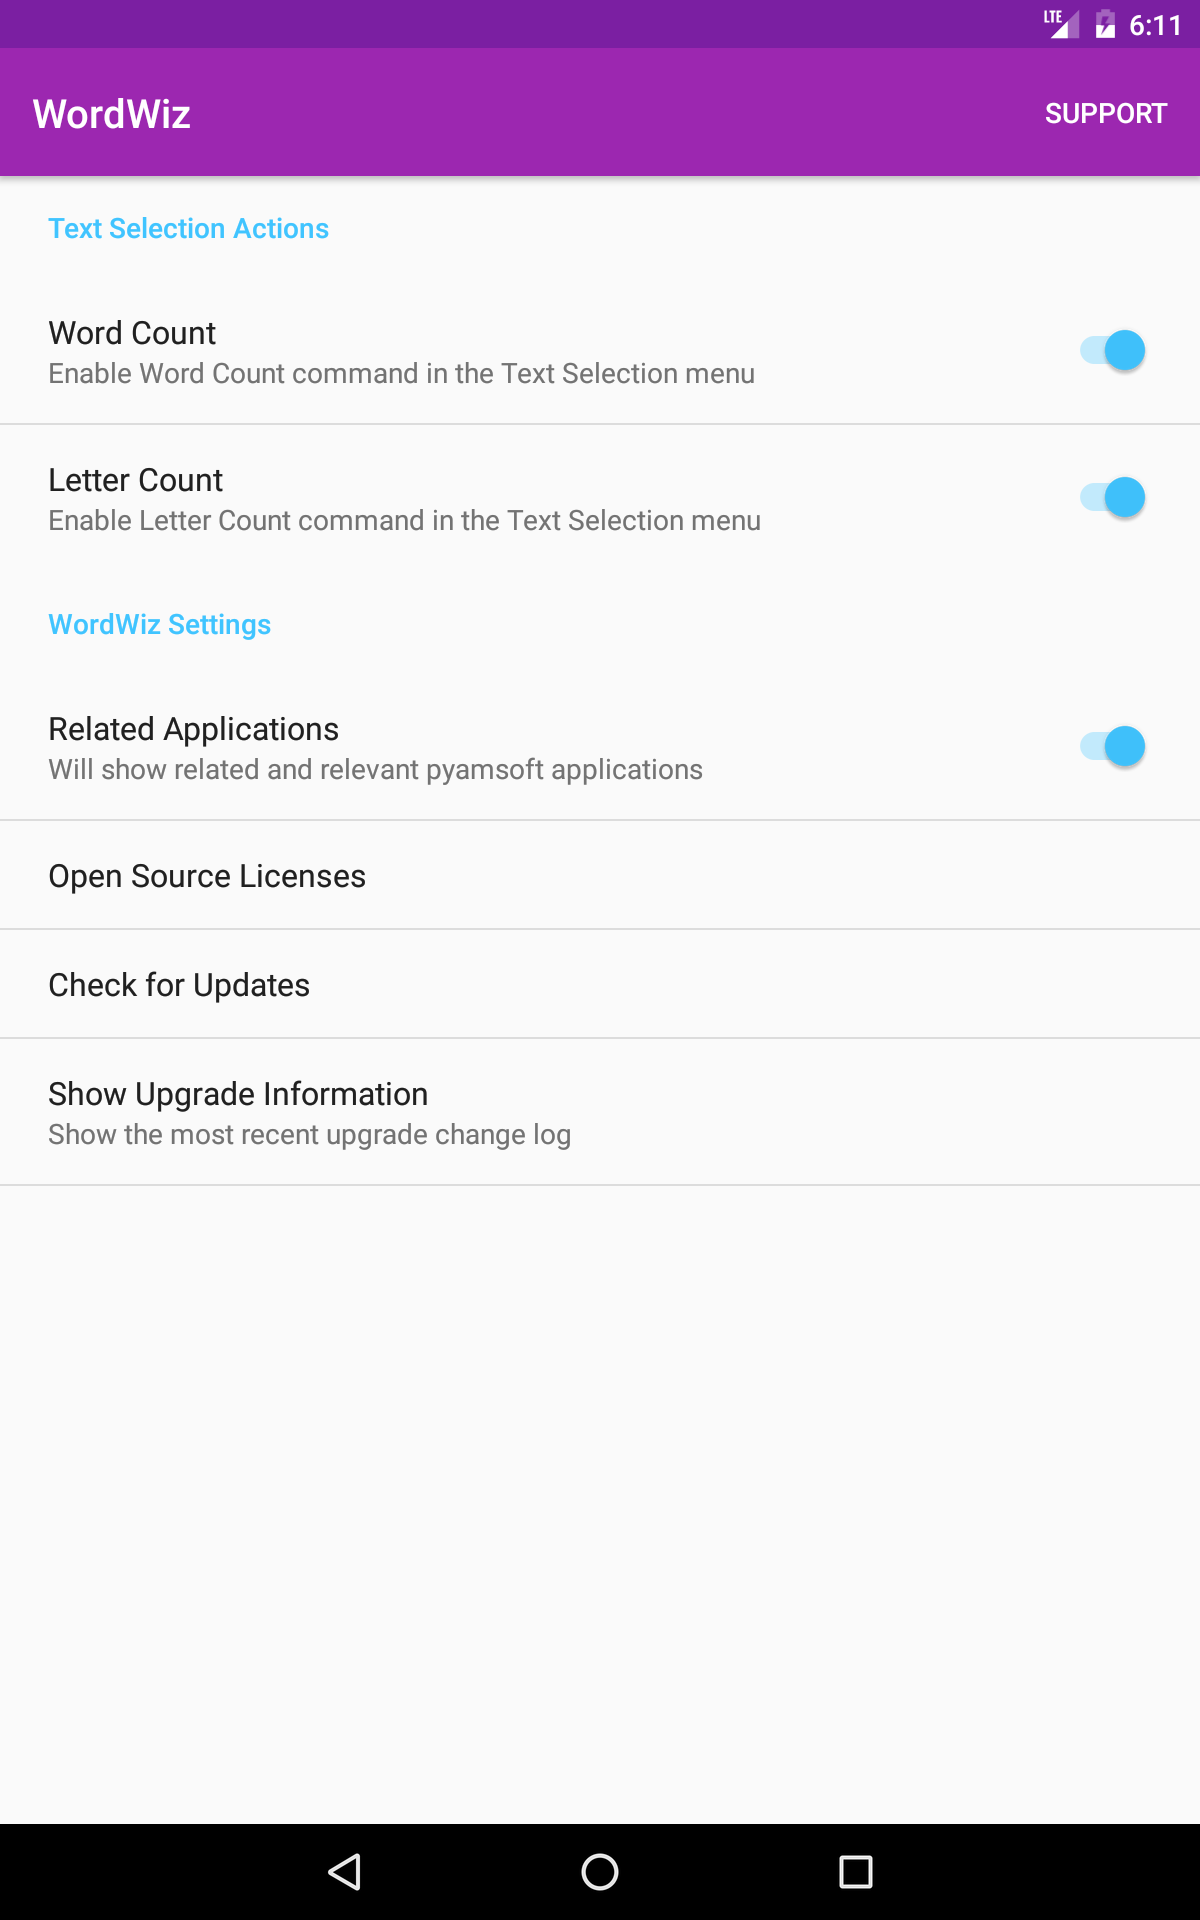 LTE 6:11
WordWiz SUPPORT
Text Selection Actions
Word Count
Enable Word Count command in the Text Selection menu
Letter Count
Enable Letter Count command in the Text Selection menu
WordWiz Settings
Related Applications
Will show related and relevant pyamsoft applications
Open Source Licenses
Check for Updates
Show Upgrade Information
Show the most recent upgrade change log